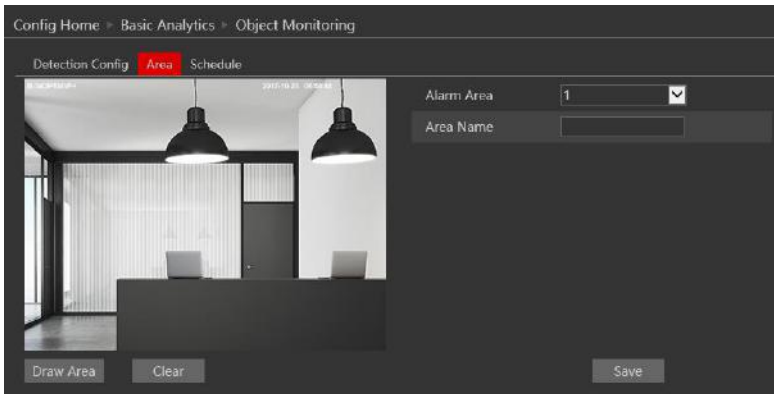 Config Home ▸ Basic Analytics ▸ Object Monitoring
Detection Config Area Schedule
Alarm Area 1
Area Name
Draw Area Clear Save